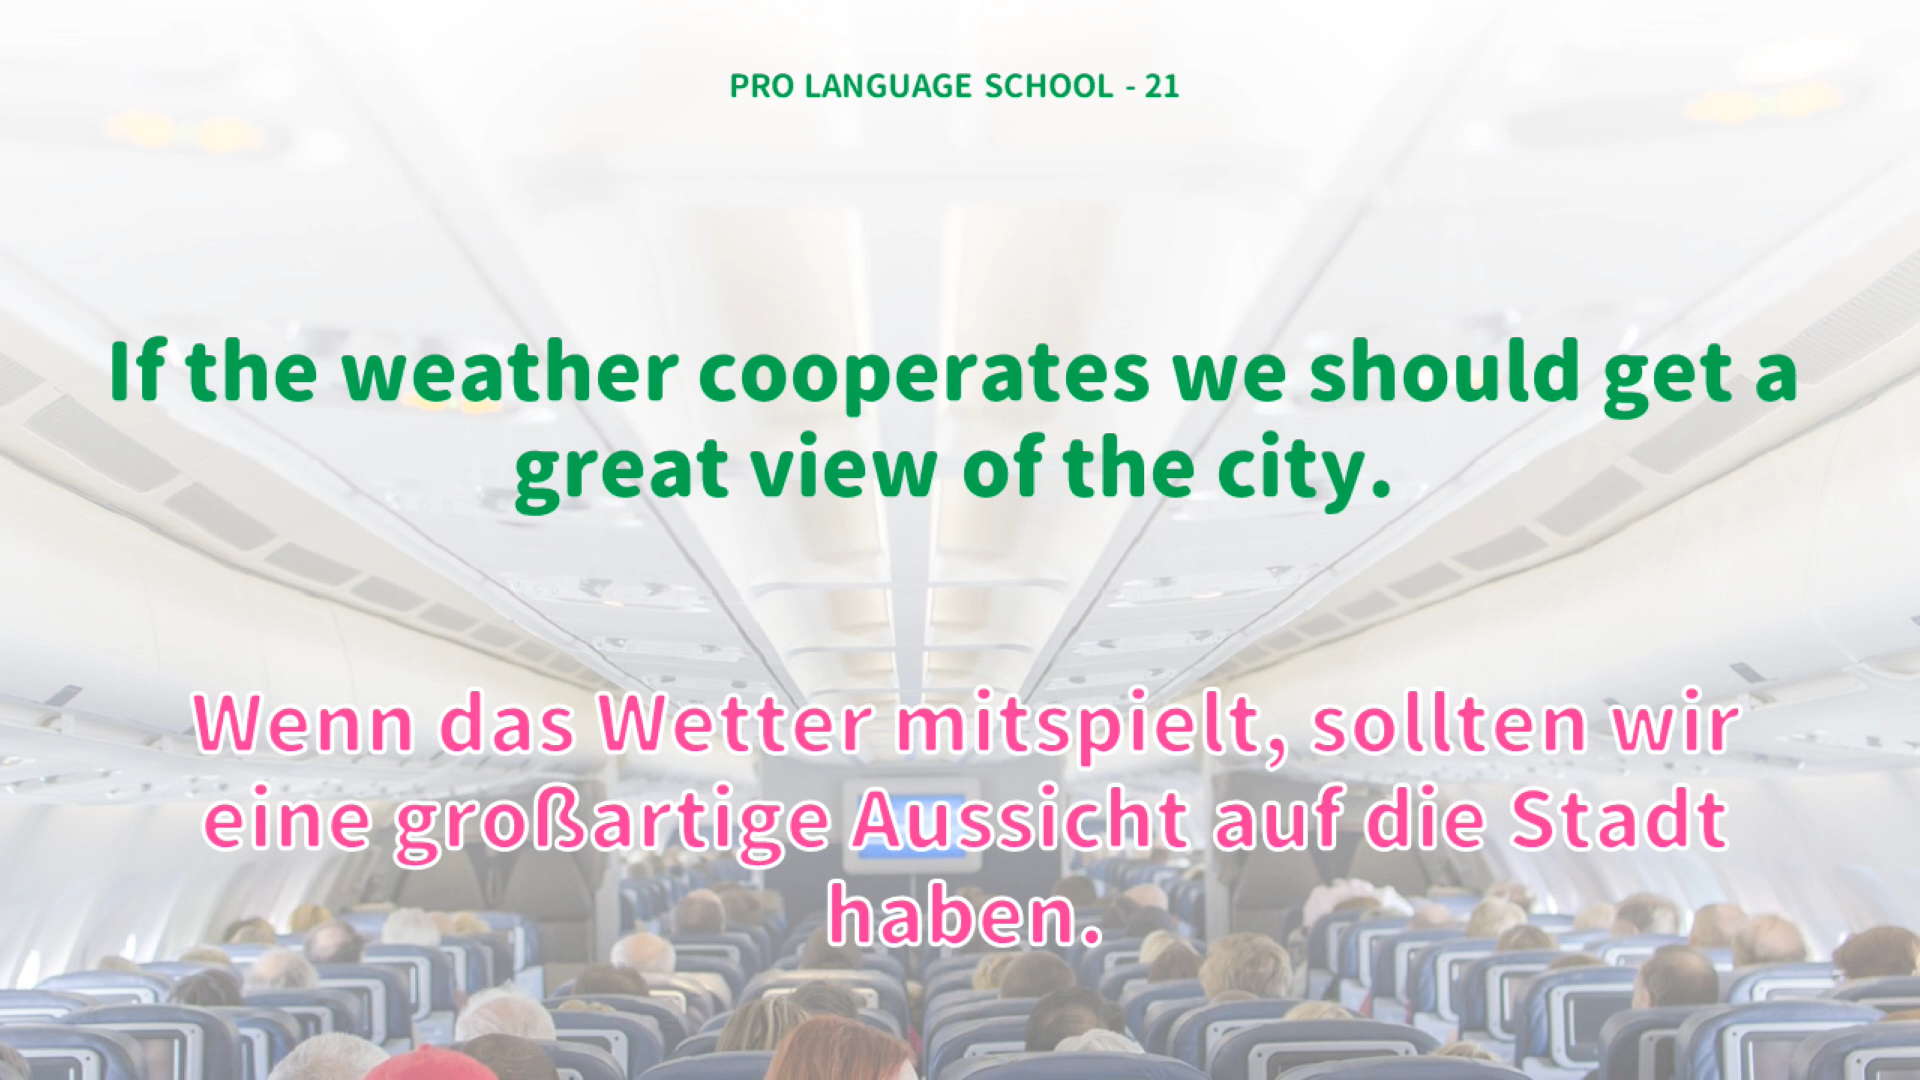 PRO LANGUAGE SCHOOL - 21
If the weather cooperates we should get a
great view of the city.
Wenn das Wetter mitspielt, sollten wir
eine großartige Aussicht auf die Stadt
haben.